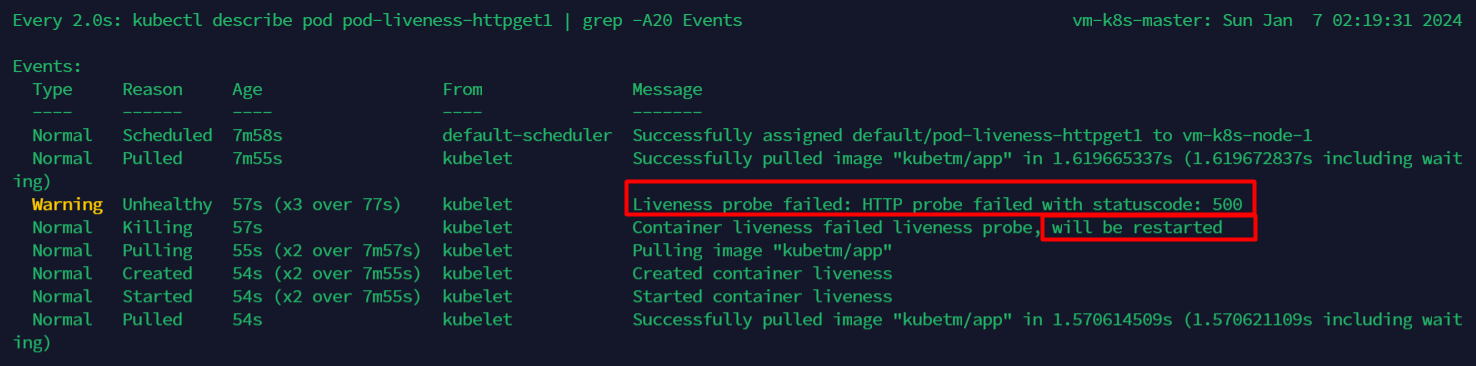 Every 2.0s: kubectl describe pod pod-liveness-httpget1 | grep -A20 Events vm-k8s-master: Sun Jan  7 02:19:31 2024
Events:
Type Reason Age From Message
---- ------ ---- ---- -------
Normal Scheduled 7m58s default-scheduler Successfully assigned default/pod-liveness-httpget1 to vm-k8s-node-1
Normal Pulled 7m55s kubelet Successfully pulled image "kubetm/app" in 1.619665337s (1.619672837s including wait
ing)
Warning Unhealthy 57s (x3 over 77s) kubelet Liveness probe failed: HTTP probe failed with statuscode: 500
Normal Killing 57s kubelet Container liveness failed liveness probe, will be restarted
Normal Pulling 55s (x2 over 7m57s) kubelet Pulling image "kubetm/app"
Normal Created 54s (x2 over 7m55s) kubelet Created container liveness
Normal Started 54s (x2 over 7m55s) kubelet Started container liveness
Normal Pulled 54s kubelet Successfully pulled image "kubetm/app" in 1.570614509s (1.570621109s including wait
ing)